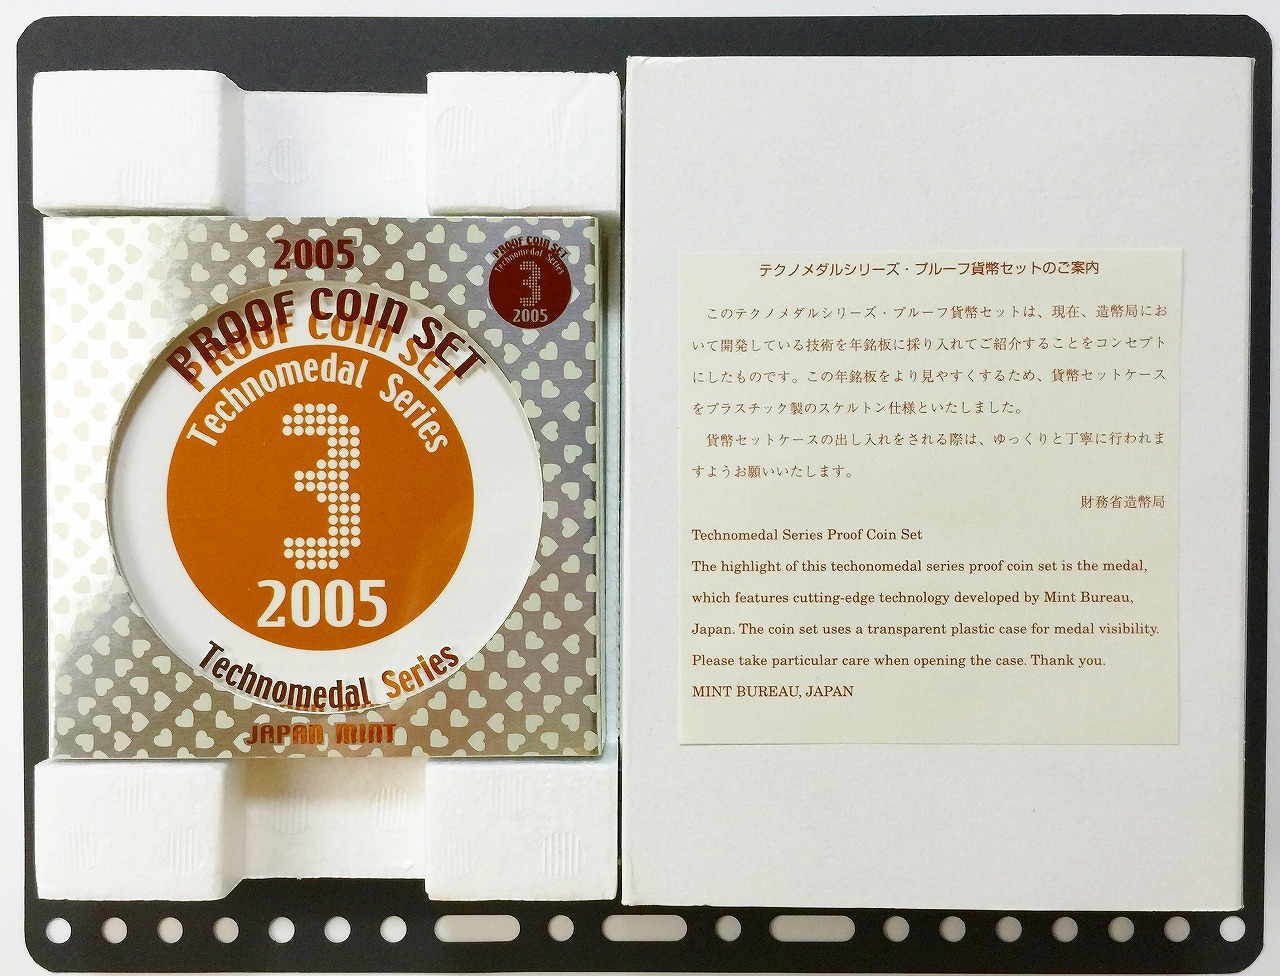 2005
PROOF COIN SET
PROOF COIN SET
Technomedal Series
3
2005
Technomedal Series
JAPAN MINT
PROOF COIN SET
Technomedal Series
3
2005
テクノメダルシリーズ・プルーフ貨幣セットのご案内
このテクノメダルシリーズ・プルーフ貨幣セットは、現在、造幣局にお
いて開発している技術を年銘板に採り入れてご紹介することをコンセプト
にしたものです。この年銘板をより見やすくするため、貨幣セットケース
をプラスチック製のスケルトン仕様といたしました。
貨幣セットケースの出し入れをされる際は、ゆっくりと丁寧に行われま
すようお願いいたします。
財務省造幣局
Technomedal Series Proof Coin Set
The highlight of this techonomedal series proof coin set is the medal,
which features cutting-edge technology developed by Mint Bureau,
Japan. The coin set uses a transparent plastic case for medal visibility.
Please take particular care when opening the case. Thank you.
MINT BUREAU, JAPAN